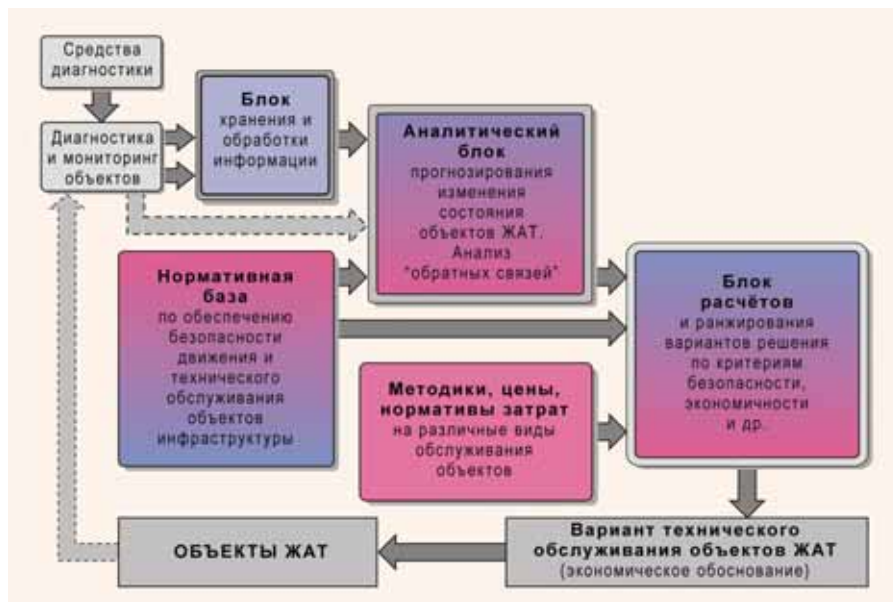 Средства
диагностики
Диагностика
и мониторинг
объектов
Блок
хранения и
обработки
информации
Аналитический
блок
прогнозирования
изменения
состояния
объектов ЖАТ.
Анализ
"обратных связей"
Нормативная
база
по обеспечению
безопасности
движения и
технического
обслуживания
объектов
инфраструктуры
Методики, цены,
нормативы затрат
на различные виды
обслуживания
объектов
Блок
расчётов
и ранжирования
вариантов решения
по критериям
безопасности,
экономичности
и др.
ОБЪЕКТЫ ЖАТ
Вариант технического
обслуживания объектов ЖАТ
(экономическое обоснование)